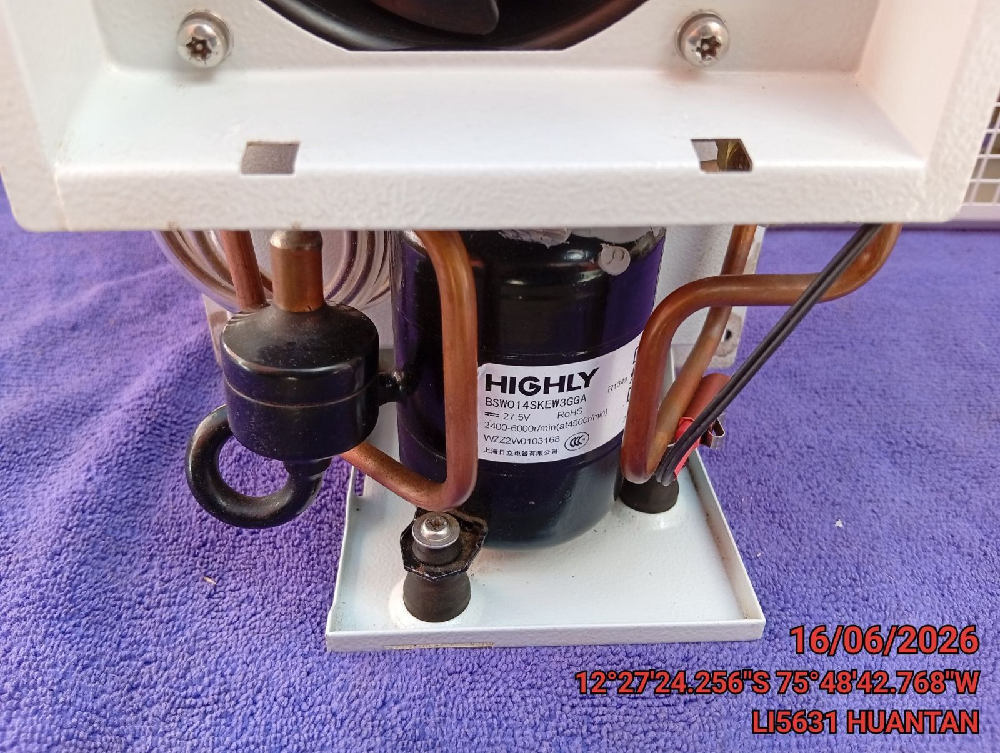 HIGHLY
BSW014SKEW3GGA
R134a
27.5V RoHS
2400-6000r/min(at4500r/min)
WZZ2W0103168
CCC S
上海日立电器有限公司
16/06/2026
12°27'24.256"S 75°48'42.768"W
LI5631 HUANTAN